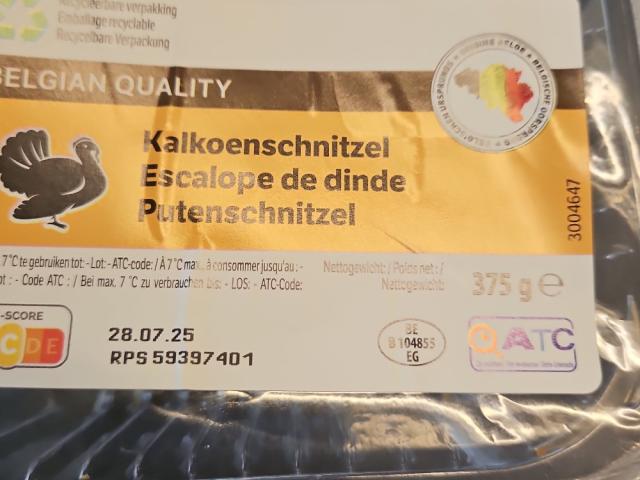 Recycleerbare verpakking
Emballage recyclable
Recycelbare Verpackung
BELGIAN QUALITY
Kalkoenschnitzel
Escalope de dinde
Putenschnitzel
3004647
7°C te gebruiken tot: - Lot: - ATC-code: / À 7°C max. à consommer jusqu'au: -
- Code ATC : / Bei max. 7 °C zu verbrauchen bis: - LOS: - ATC-Code:
Nettogewicht: / Poids net: /
Nettogewicht:
375 g ℮
-SCORE
C D E
28.07.25
RPS 59397401
BE
B 104855
EG
ATC